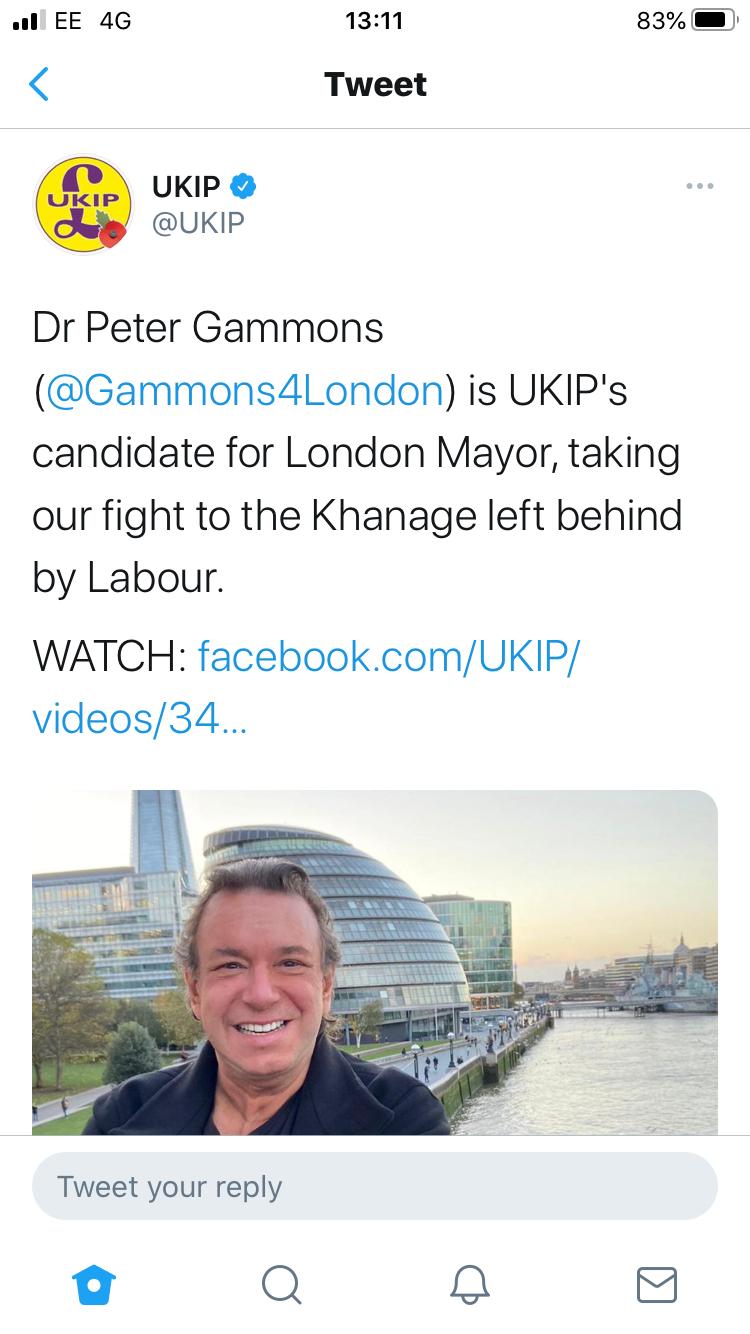 EE 4G 13:11 83%
Tweet
UKIP
UKIP
@UKIP
Dr Peter Gammons
(@Gammons4London) is UKIP's
candidate for London Mayor, taking
our fight to the Khanage left behind
by Labour.
WATCH: facebook.com/UKIP/
videos/34...
Tweet your reply